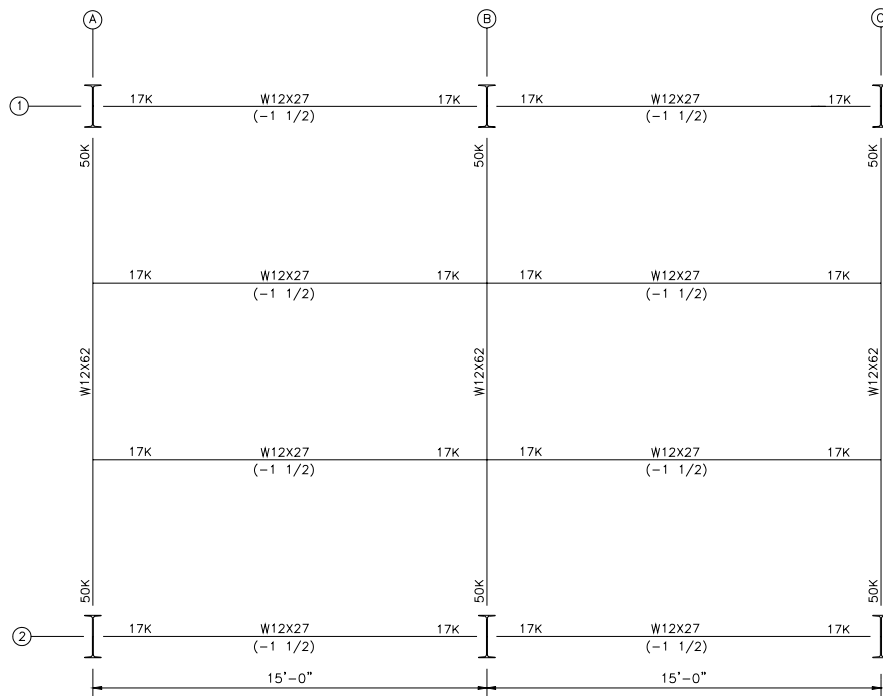 A B C
1 17K W12X27 17K 17K W12X27 17K
(-1 1/2) (-1 1/2)
50K 50K 50K
17K W12X27 17K 17K W12X27 17K
(-1 1/2) (-1 1/2)
W12X62 W12X62 W12X62
17K W12X27 17K 17K W12X27 17K
(-1 1/2) (-1 1/2)
50K 50K 50K
2 17K W12X27 17K 17K W12X27 17K
(-1 1/2) (-1 1/2)
15'-0" 15'-0"